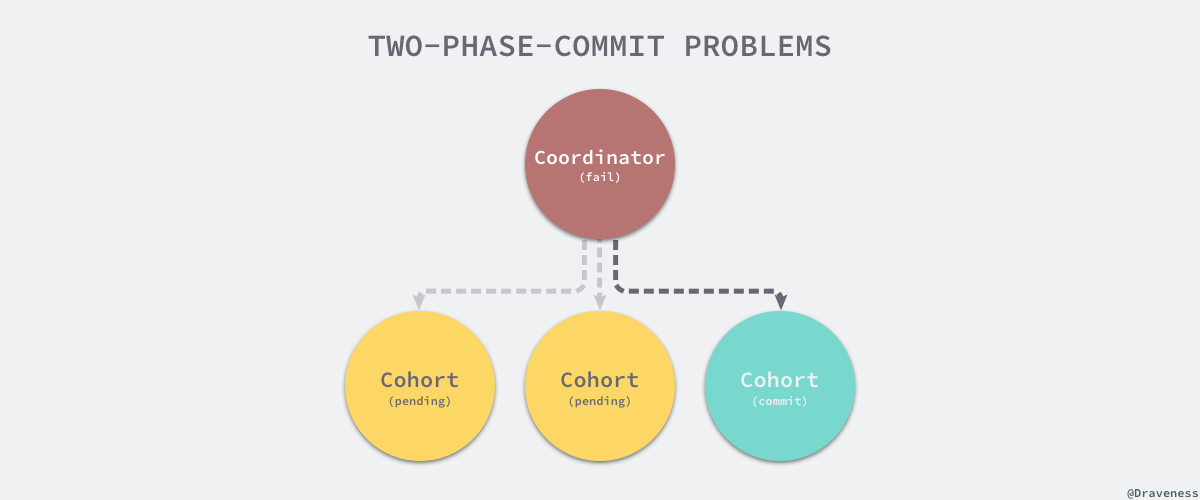 TWO-PHASE-COMMIT PROBLEMS
Coordinator
(fail)
Cohort
(pending)
Cohort
(pending)
Cohort
(commit)
@Draveness